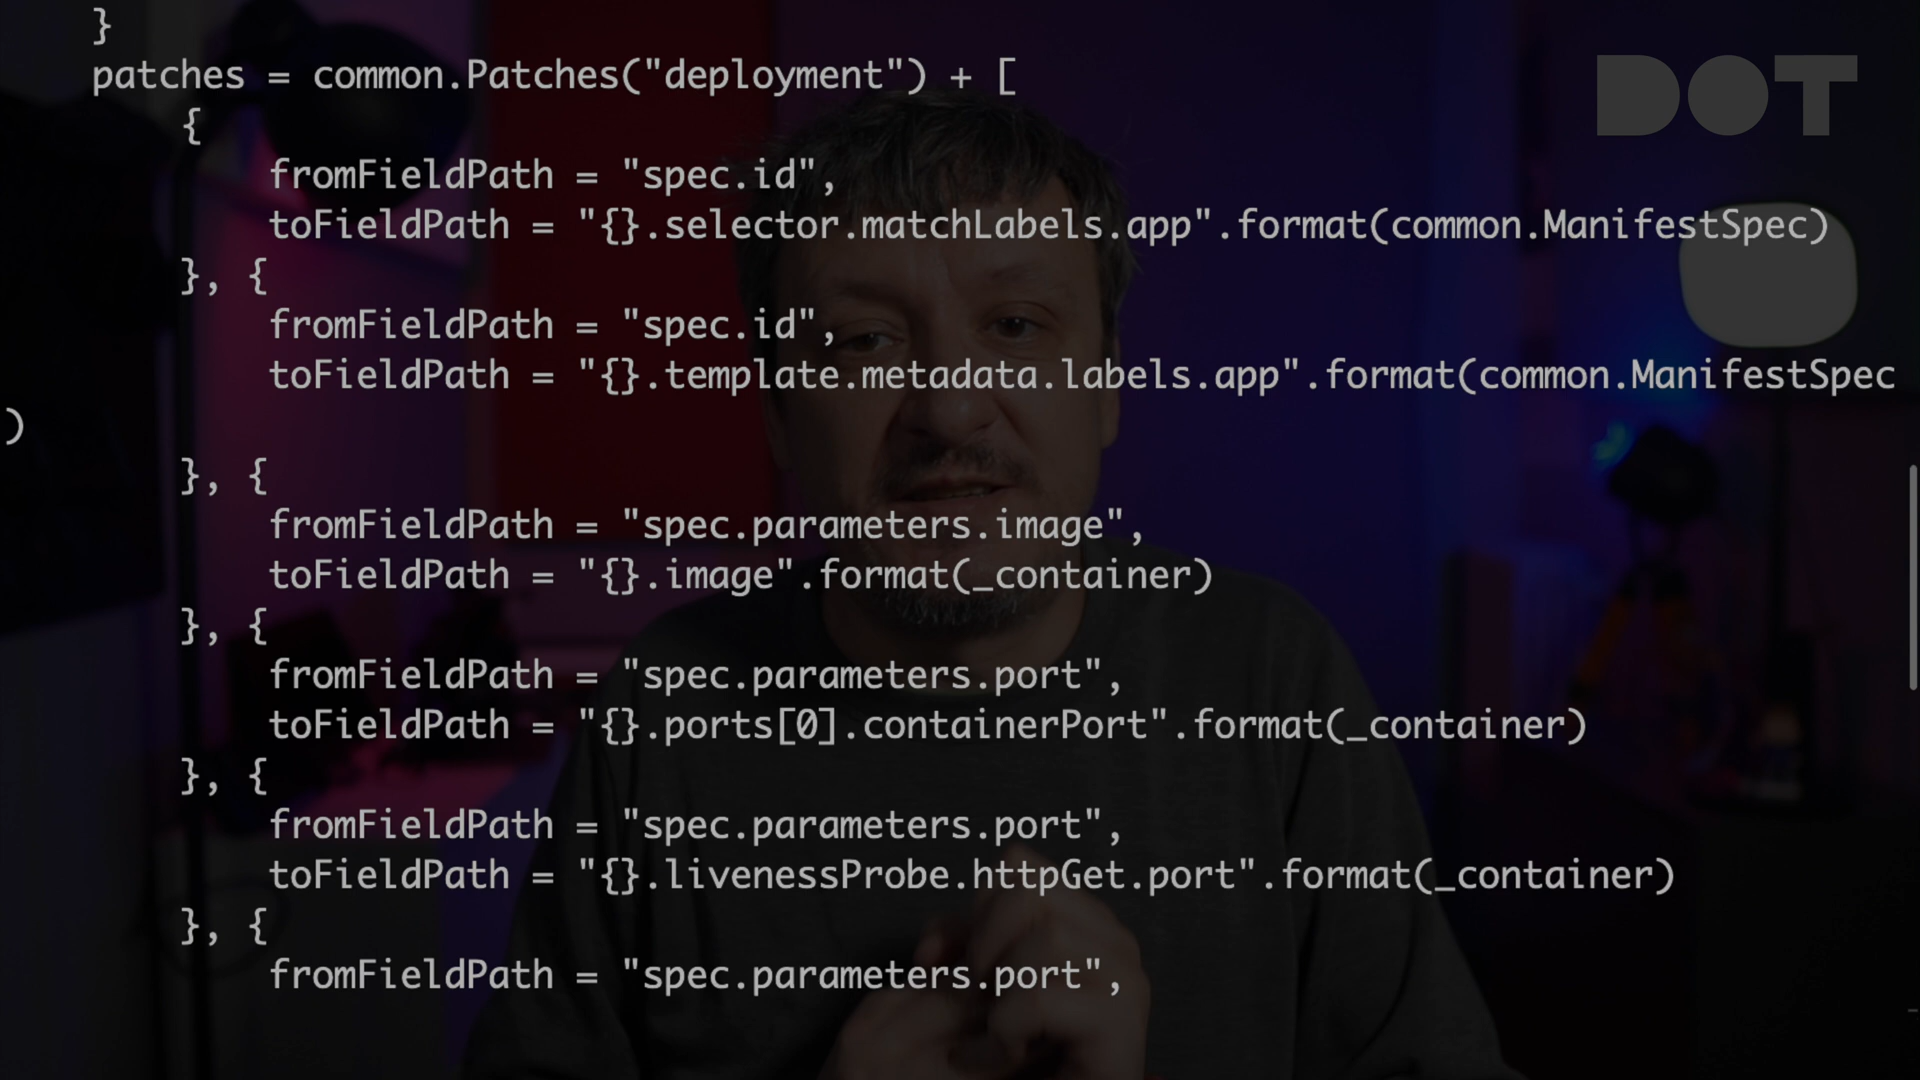 }
patches = common.Patches("deployment") + [
{
fromFieldPath = "spec.id",
toFieldPath = "{}.selector.matchLabels.app".format(common.ManifestSpec)
}, {
fromFieldPath = "spec.id",
toFieldPath = "{}.template.metadata.labels.app".format(common.ManifestSpec
)
}, {
fromFieldPath = "spec.parameters.image",
toFieldPath = "{}.image".format(_container)
}, {
fromFieldPath = "spec.parameters.port",
toFieldPath = "{}.ports[0].containerPort".format(_container)
}, {
fromFieldPath = "spec.parameters.port",
toFieldPath = "{}.livenessProbe.httpGet.port".format(_container)
}, {
fromFieldPath = "spec.parameters.port",
DOT